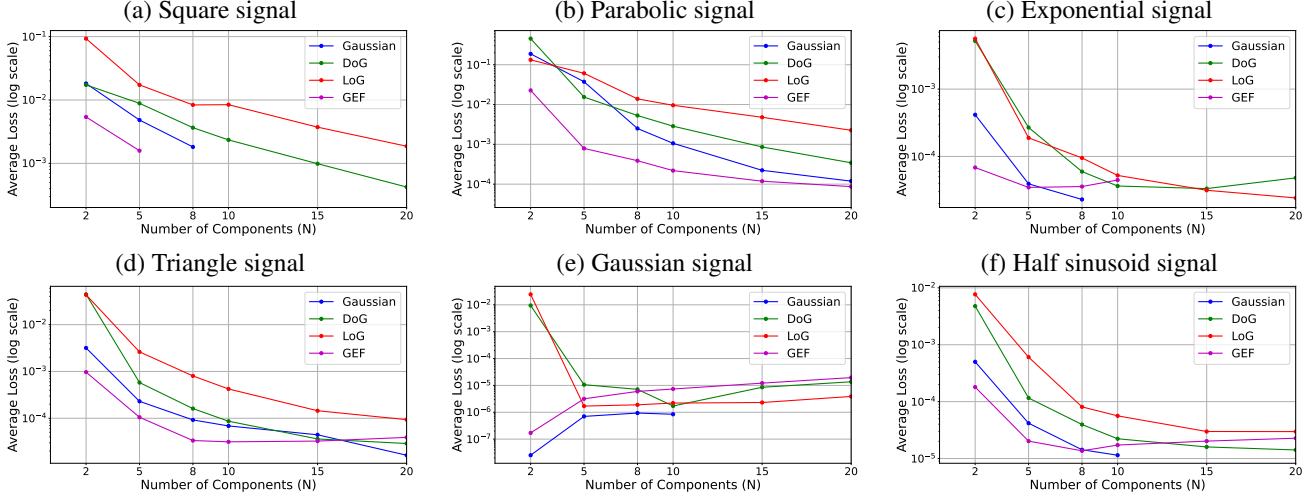 (a) Square signal
10⁻¹
10⁻²
10⁻³
Average Loss (log scale)
Gaussian
DoG
LoG
GEF
2 5 8 10 15 20
Number of Components (N)
(b) Parabolic signal
10⁻¹
10⁻²
10⁻³
10⁻⁴
Average Loss (log scale)
Gaussian
DoG
LoG
GEF
2 5 8 10 15 20
Number of Components (N)
(c) Exponential signal
10⁻³
10⁻⁴
Average Loss (log scale)
Gaussian
DoG
LoG
GEF
2 5 8 10 15 20
Number of Components (N)
(d) Triangle signal
10⁻²
10⁻³
10⁻⁴
Average Loss (log scale)
Gaussian
DoG
LoG
GEF
2 5 8 10 15 20
Number of Components (N)
(e) Gaussian signal
10⁻²
10⁻³
10⁻⁴
10⁻⁵
10⁻⁶
10⁻⁷
Average Loss (log scale)
Gaussian
DoG
LoG
GEF
2 5 8 10 15 20
Number of Components (N)
(f) Half sinusoid signal
10⁻²
10⁻³
10⁻⁴
10⁻⁵
Average Loss (log scale)
Gaussian
DoG
LoG
GEF
2 5 8 10 15 20
Number of Components (N)